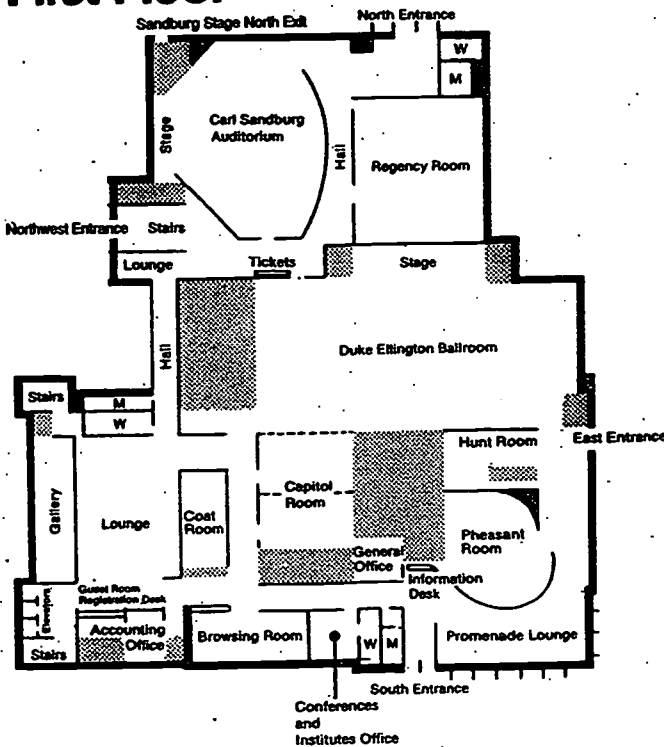 First Floor
Sandburg Stage North Exit
North Entrance
W
M
Stage
Carl Sandburg
Auditorium
Hall
Regency Room
Northwest Entrance
Stairs
Lounge
Tickets
Stage
Hall
Duke Ellington Ballroom
Stairs
M
W
Hunt Room
East Entrance
Gallery
Lounge
Coat
Room
Capitol
Room
Pheasant
Room
General
Office
Information
Desk
Elevators
Guest Room
Registration Desk
Accounting
Office
Stairs
Browsing Room
W
M
Promenade Lounge
South Entrance
Conferences
and
Institutes Office